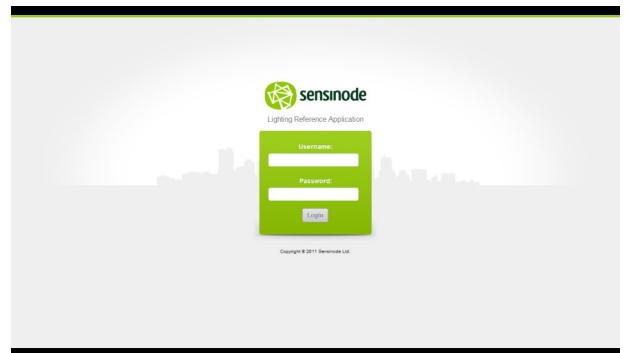 sensinode
Lighting Reference Application
Username:
Password:
Login
Copyright © 2011 Sensinode Ltd.